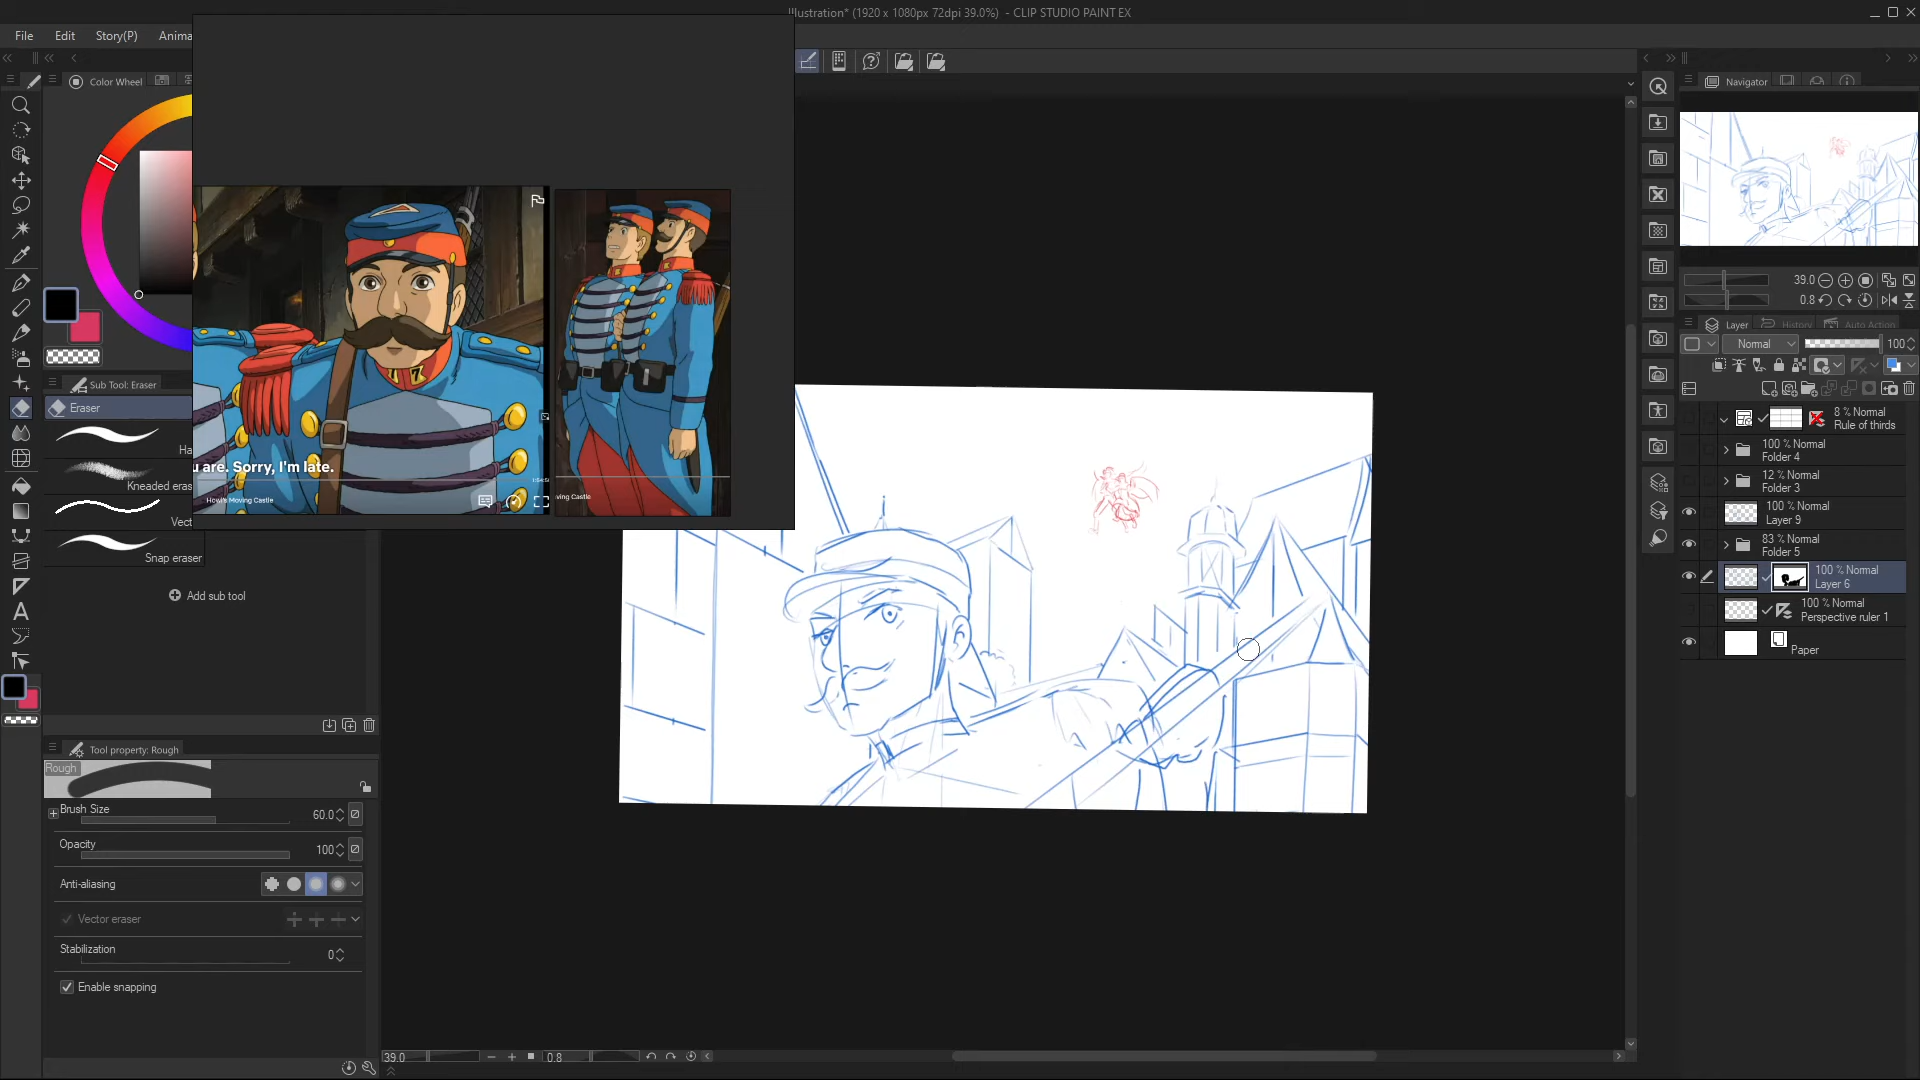 Illustration* (1920 x 1080px 72dpi 39.0%) - CLIP STUDIO PAINT EX
File Edit Story(P) Anima
Color Wheel
Navigator
39.0
0.8
Layer History Auto Action
Normal 100
8 % Normal
Rule of thirds
100 % Normal
Folder 4
12 % Normal
Folder 3
100 % Normal
Layer 9
83 % Normal
Folder 5
100 % Normal
Layer 6
100 % Normal
Perspective ruler 1
Paper
Sub Tool: Eraser
Eraser
Ha
Kneaded eras
Vect
Snap eraser
Add sub tool
7
u are. Sorry, I'm late.
Howl's Moving Castle
ving Castle
Tool property: Rough
Rough
Brush Size 60.0
Opacity 100
Anti-aliasing
Vector eraser
Stabilization 0
Enable snapping
39.0 0.8